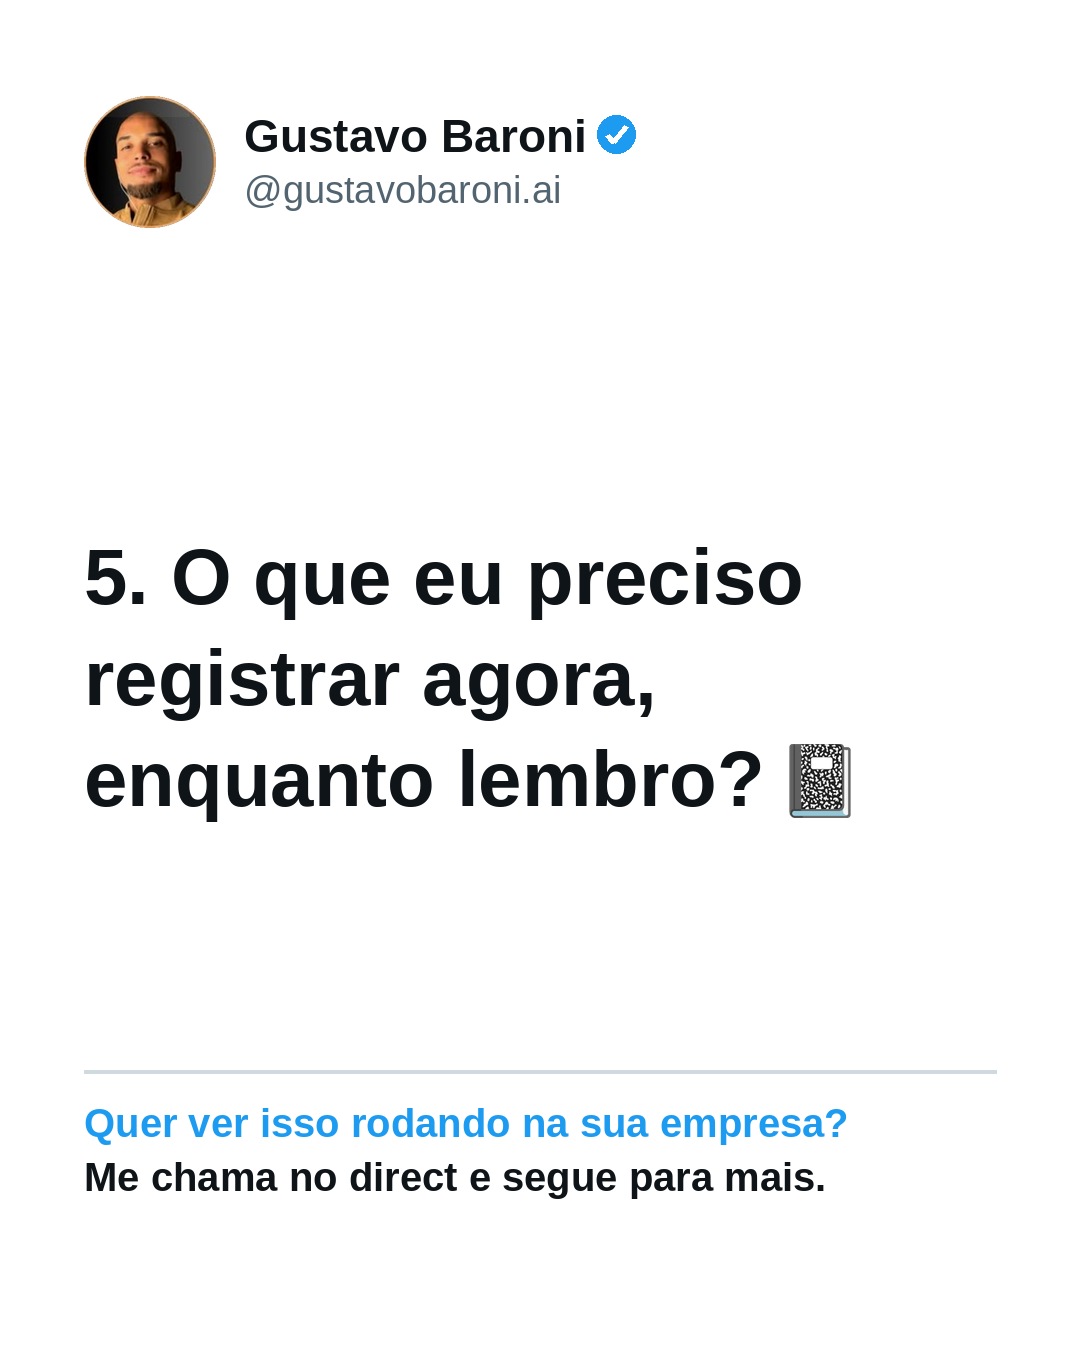 Gustavo Baroni
@gustavobaroni.ai
5. O que eu preciso
registrar agora,
enquanto lembro? 📓
Quer ver isso rodando na sua empresa?
Me chama no direct e segue para mais.